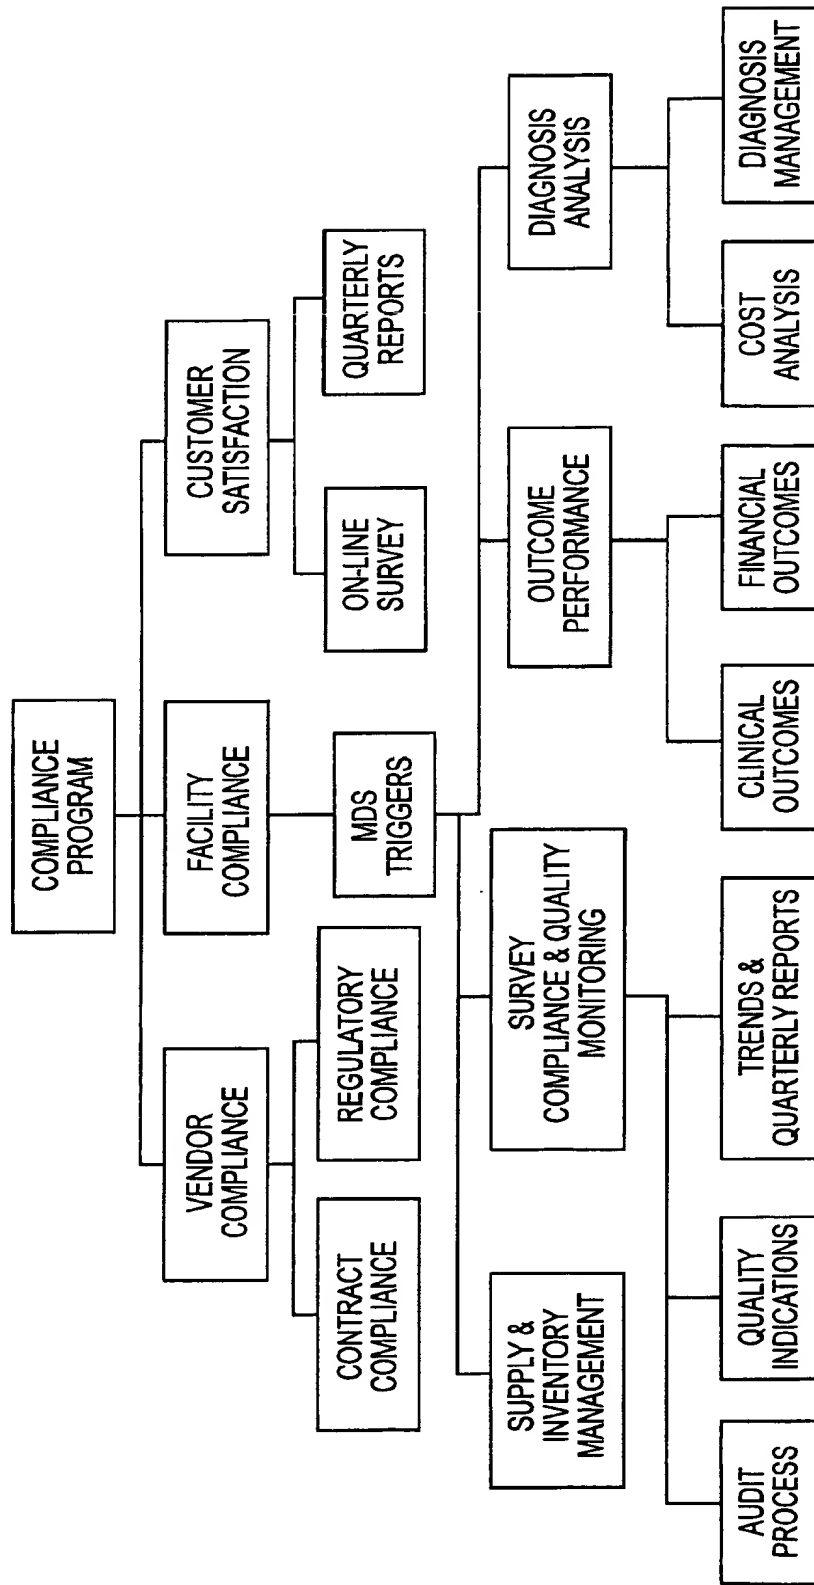 COMPLIANCE
PROGRAM
VENDOR
COMPLIANCE
FACILITY
COMPLIANCE
CUSTOMER
SATISFACTION
CONTRACT
COMPLIANCE
REGULATORY
COMPLIANCE
MDS
TRIGGERS
ON-LINE
SURVEY
QUARTERLY
REPORTS
SUPPLY &
INVENTORY
MANAGEMENT
SURVEY
COMPLIANCE & QUALITY
MONITORING
OUTCOME
PERFORMANCE
DIAGNOSIS
ANALYSIS
AUDIT
PROCESS
QUALITY
INDICATIONS
TRENDS &
QUARTERLY REPORTS
CLINICAL
OUTCOMES
FINANCIAL
OUTCOMES
COST
ANALYSIS
DIAGNOSIS
MANAGEMENT